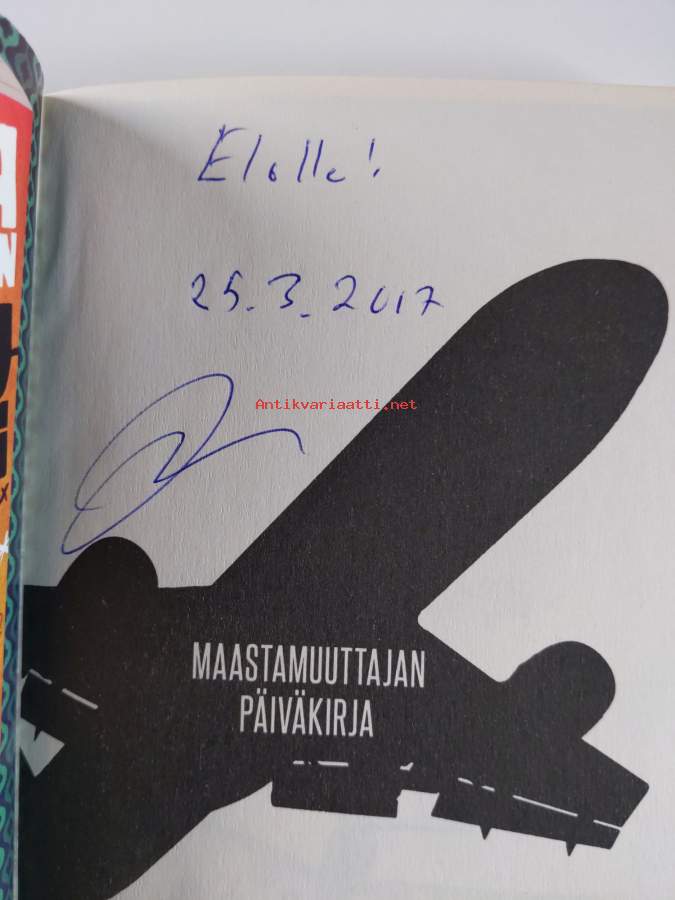 Elolle!
25.3.2017
Antikvariaatti.net
MAASTAMUUTTAJAN
PÄIVÄKIRJA